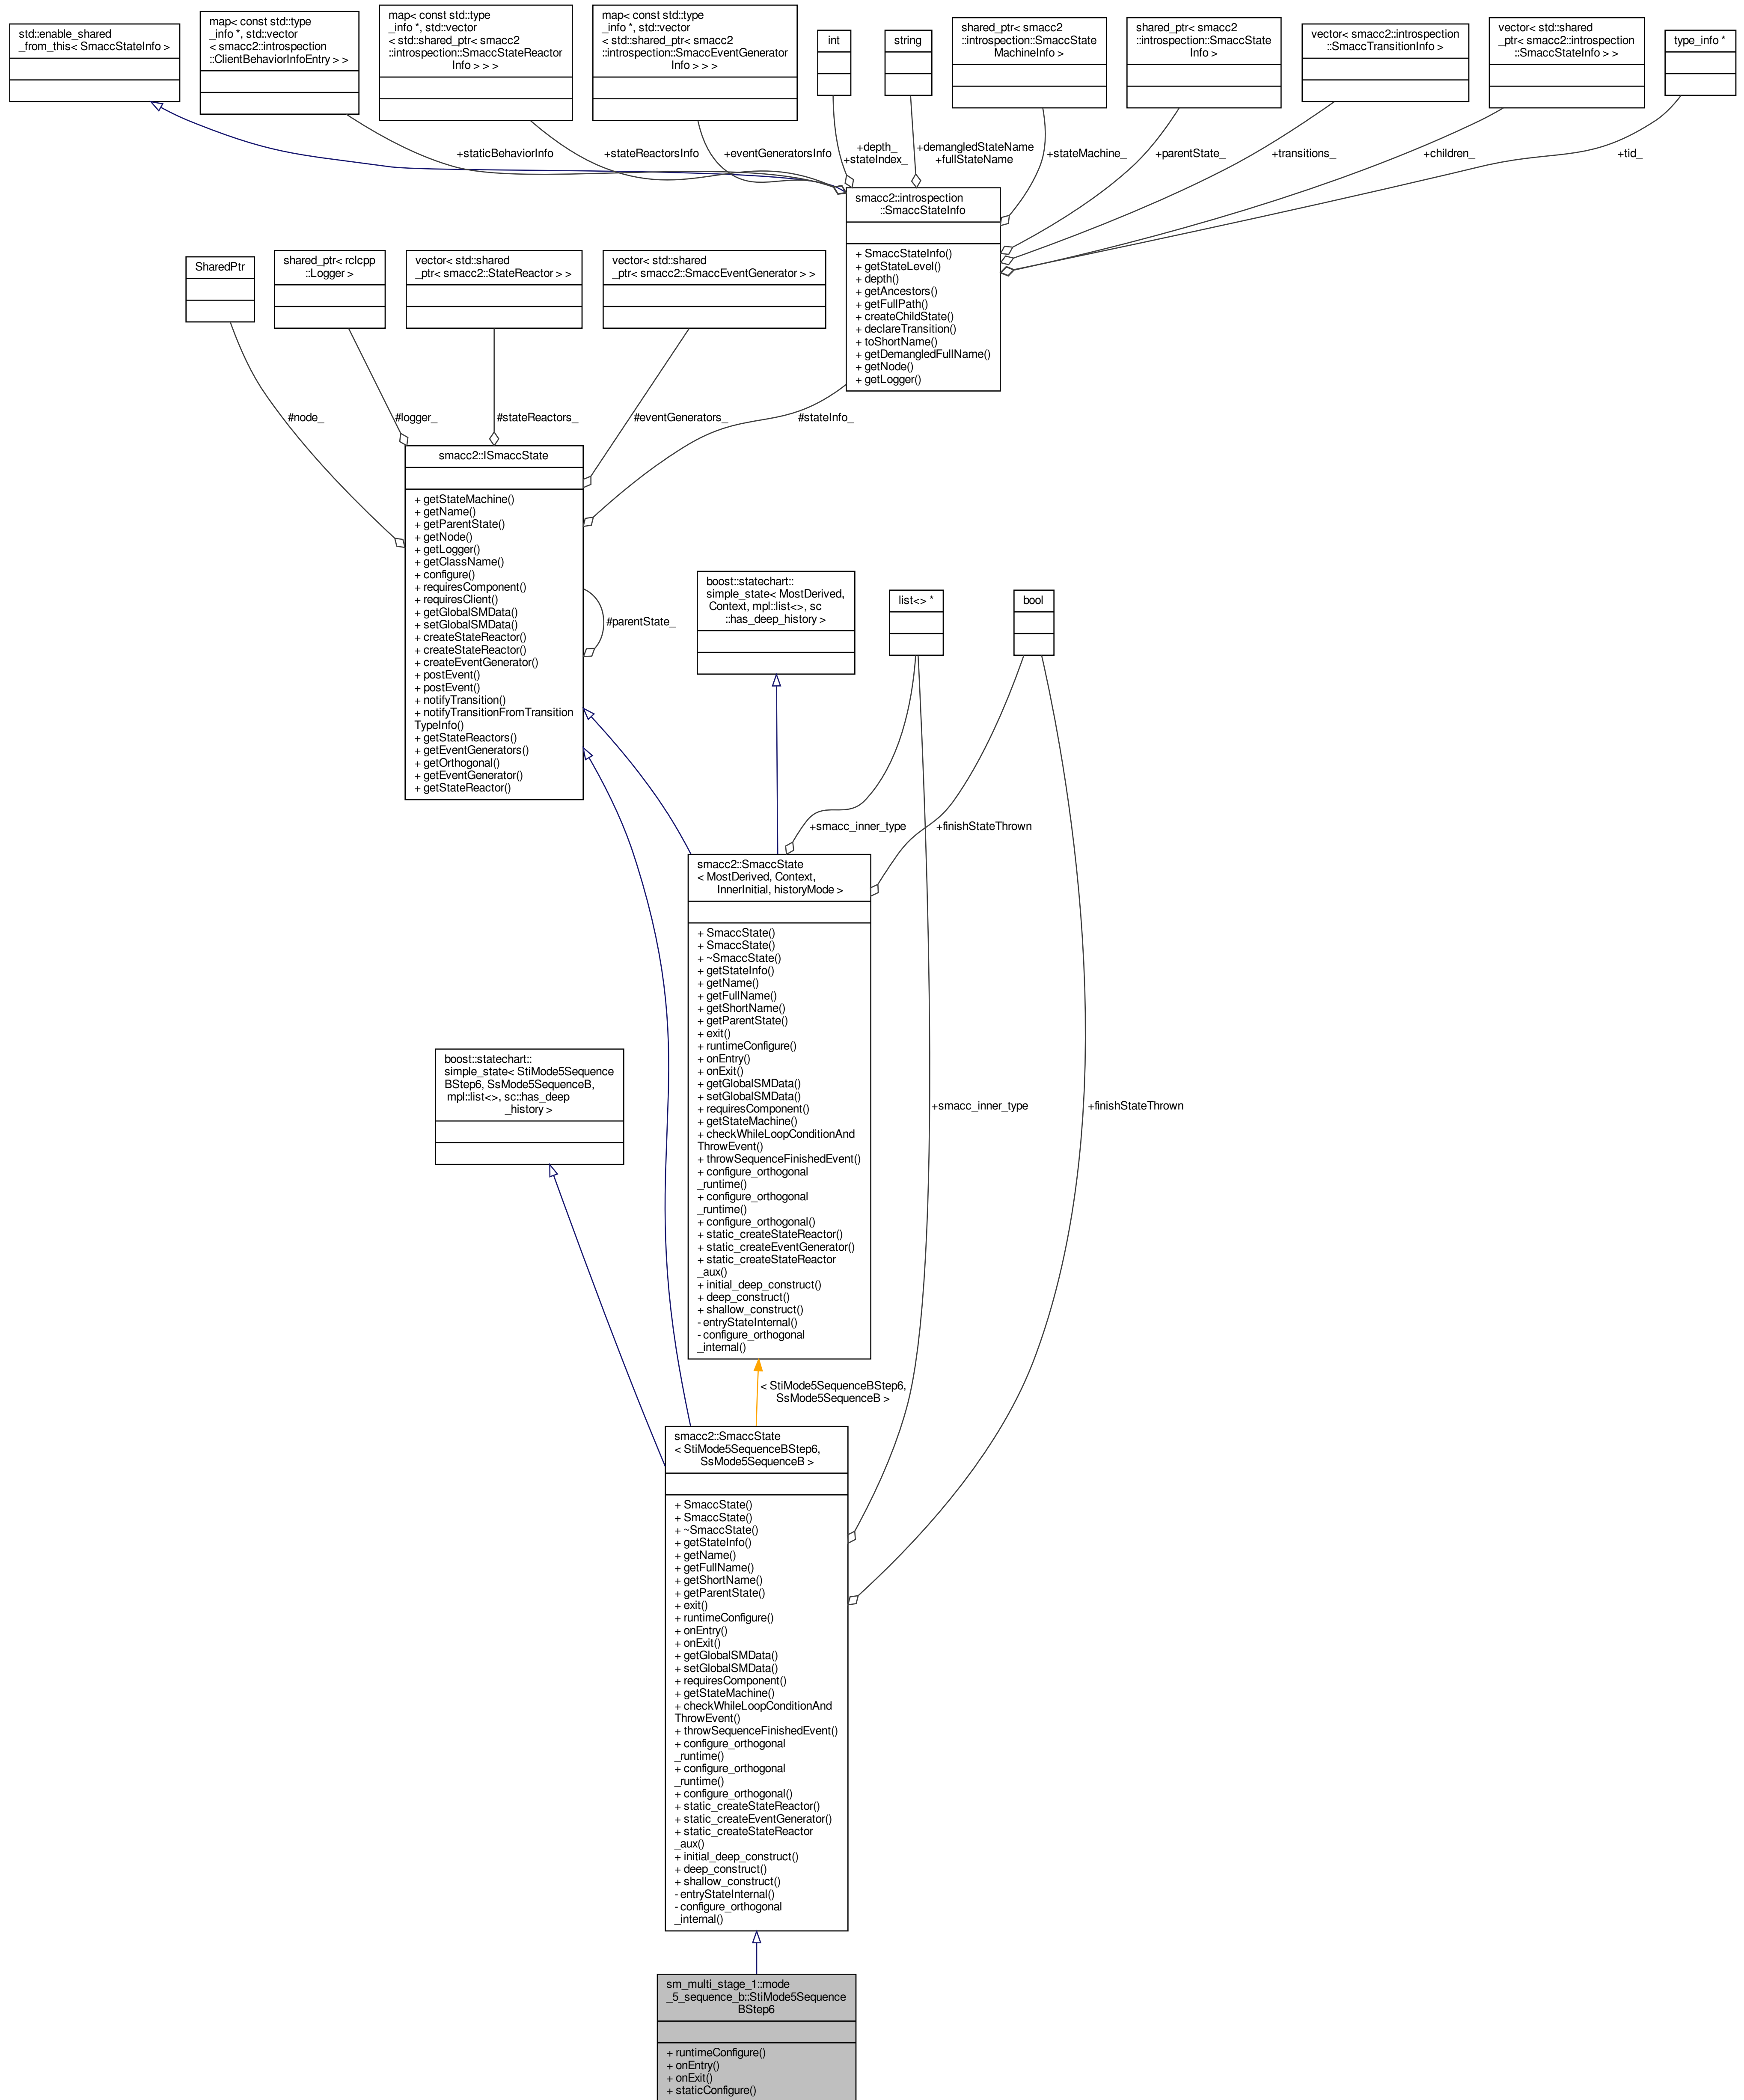 std::enable_shared
_from_this< SmaccStateInfo >
map< const std::type
_info *, std::vector
< smacc2::introspection
::ClientBehaviorInfoEntry > >
map< const std::type
_info *, std::vector
< std::shared_ptr< smacc2
::introspection::SmaccStateReactor
Info > > >
map< const std::type
_info *, std::vector
< std::shared_ptr< smacc2
::introspection::SmaccEventGenerator
Info > > >
int
string
shared_ptr< smacc2
::introspection::SmaccState
MachineInfo >
shared_ptr< smacc2
::introspection::SmaccState
Info >
vector< smacc2::introspection
::SmaccTransitionInfo >
vector< std::shared
_ptr< smacc2::introspection
::SmaccStateInfo > >
type_info *
+staticBehaviorInfo
+stateReactorsInfo
+eventGeneratorsInfo
+depth_
+stateIndex_
+demangledStateName
+fullStateName
+stateMachine_
+parentState_
+transitions_
+children_
+tid_
smacc2::introspection
::SmaccStateInfo
+ SmaccStateInfo()
+ getStateLevel()
+ depth()
+ getAncestors()
+ getFullPath()
+ createChildState()
+ declareTransition()
+ toShortName()
+ getDemangledFullName()
+ getNode()
+ getLogger()
SharedPtr
shared_ptr< rclcpp
::Logger >
vector< std::shared
_ptr< smacc2::StateReactor > >
vector< std::shared
_ptr< smacc2::SmaccEventGenerator > >
#node_
#logger_
#stateReactors_
#eventGenerators_
#stateInfo_
smacc2::ISmaccState
+ getStateMachine()
+ getName()
+ getParentState()
+ getNode()
+ getLogger()
+ getClassName()
+ configure()
+ requiresComponent()
+ requiresClient()
+ getGlobalSMData()
+ setGlobalSMData()
+ createStateReactor()
+ createStateReactor()
+ createEventGenerator()
+ postEvent()
+ postEvent()
+ notifyTransition()
+ notifyTransitionFromTransition
TypeInfo()
+ getStateReactors()
+ getEventGenerators()
+ getOrthogonal()
+ getEventGenerator()
+ getStateReactor()
#parentState_
boost::statechart::
simple_state< MostDerived,
Context, mpl::list<>, sc
::has_deep_history >
list<> *
bool
+smacc_inner_type
+finishStateThrown
smacc2::SmaccState
< MostDerived, Context,
InnerInitial, historyMode >
+ SmaccState()
+ SmaccState()
+ ~SmaccState()
+ getStateInfo()
+ getName()
+ getFullName()
+ getShortName()
+ getParentState()
+ exit()
+ runtimeConfigure()
+ onEntry()
+ onExit()
+ getGlobalSMData()
+ setGlobalSMData()
+ requiresComponent()
+ getStateMachine()
+ checkWhileLoopConditionAnd
ThrowEvent()
+ throwSequenceFinishedEvent()
+ configure_orthogonal
_runtime()
+ configure_orthogonal
_runtime()
+ configure_orthogonal()
+ static_createStateReactor()
+ static_createEventGenerator()
+ static_createStateReactor
_aux()
+ initial_deep_construct()
+ deep_construct()
+ shallow_construct()
- entryStateInternal()
- configure_orthogonal
_internal()
boost::statechart::
simple_state< StiMode5Sequence
BStep6, SsMode5SequenceB,
mpl::list<>, sc::has_deep
_history >
+smacc_inner_type
+finishStateThrown
< StiMode5SequenceBStep6,
SsMode5SequenceB >
smacc2::SmaccState
< StiMode5SequenceBStep6,
SsMode5SequenceB >
+ SmaccState()
+ SmaccState()
+ ~SmaccState()
+ getStateInfo()
+ getName()
+ getFullName()
+ getShortName()
+ getParentState()
+ exit()
+ runtimeConfigure()
+ onEntry()
+ onExit()
+ getGlobalSMData()
+ setGlobalSMData()
+ requiresComponent()
+ getStateMachine()
+ checkWhileLoopConditionAnd
ThrowEvent()
+ throwSequenceFinishedEvent()
+ configure_orthogonal
_runtime()
+ configure_orthogonal
_runtime()
+ configure_orthogonal()
+ static_createStateReactor()
+ static_createEventGenerator()
+ static_createStateReactor
_aux()
+ initial_deep_construct()
+ deep_construct()
+ shallow_construct()
- entryStateInternal()
- configure_orthogonal
_internal()
sm_multi_stage_1::mode
_5_sequence_b::StiMode5Sequence
BStep6
+ runtimeConfigure()
+ onEntry()
+ onExit()
+ staticConfigure()